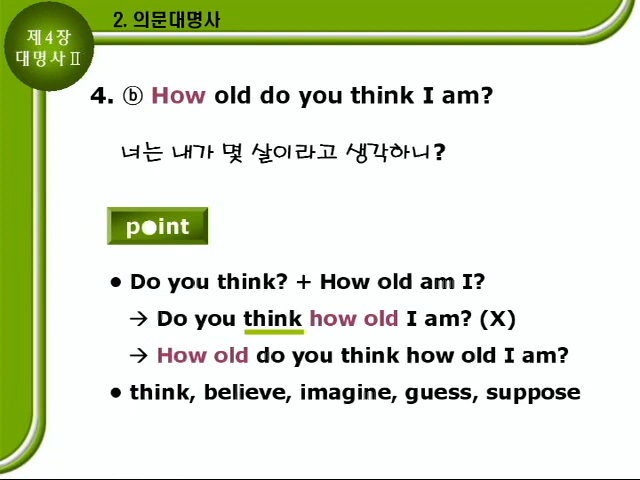 제4장
대명사Ⅱ
2. 의문대명사
4. ⓑ How old do you think I am?
너는 내가 몇 살이라고 생각하니?
point
● Do you think? + How old am I?
→ Do you think how old I am? (X)
→ How old do you think how old I am?
● think, believe, imagine, guess, suppose